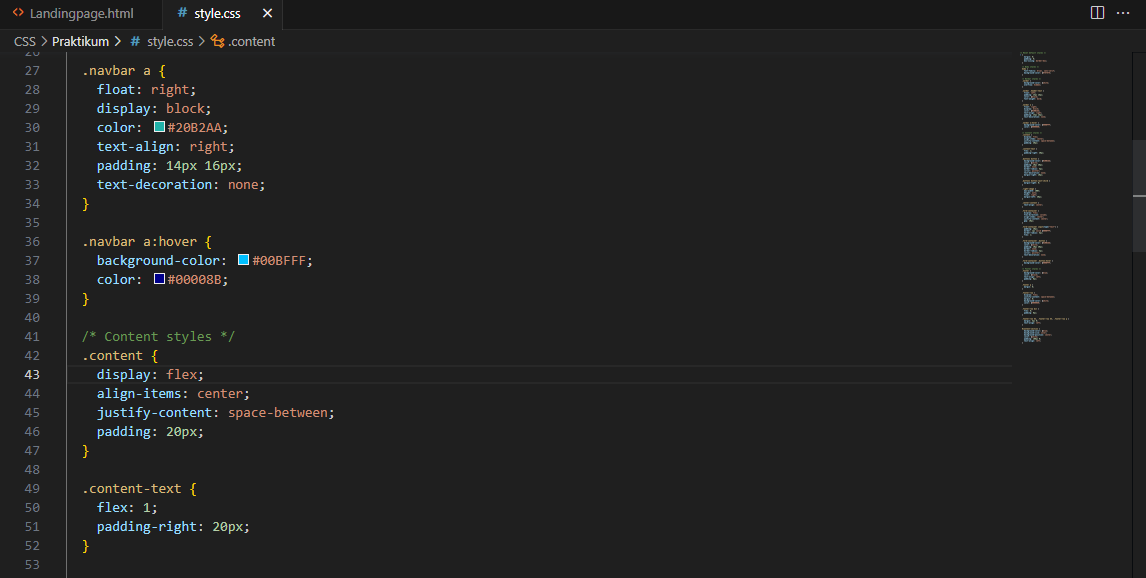 Landingpage.html
# style.css
CSS > Praktikum > # style.css > .content
26
27 .navbar a {
28 float: right;
29 display: block;
30 color: #20B2AA;
31 text-align: right;
32 padding: 14px 16px;
33 text-decoration: none;
34 }
35
36 .navbar a:hover {
37 background-color: #00BFFF;
38 color: #00008B;
39 }
40
41 /* Content styles */
42 .content {
43 display: flex;
44 align-items: center;
45 justify-content: space-between;
46 padding: 20px;
47 }
48
49 .content-text {
50 flex: 1;
51 padding-right: 20px;
52 }
53